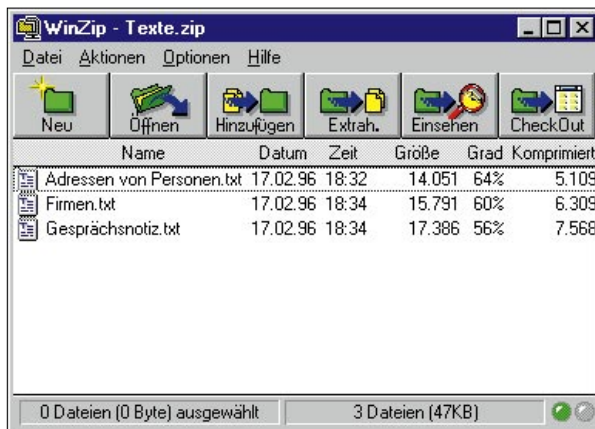 WinZip - Texte.zip
Datei Aktionen Optionen Hilfe
Neu Öffnen Hinzufügen Extrah. Einsehen CheckOut
Name Datum Zeit Größe Grad Komprimiert
Adressen von Personen.txt 17.02.96 18:32 14.051 64% 5.109
Firmen.txt 17.02.96 18:34 15.791 60% 6.309
Gesprächsnotiz.txt 17.02.96 18:34 17.386 56% 7.568
0 Dateien (0 Byte) ausgewählt 3 Dateien (47KB)